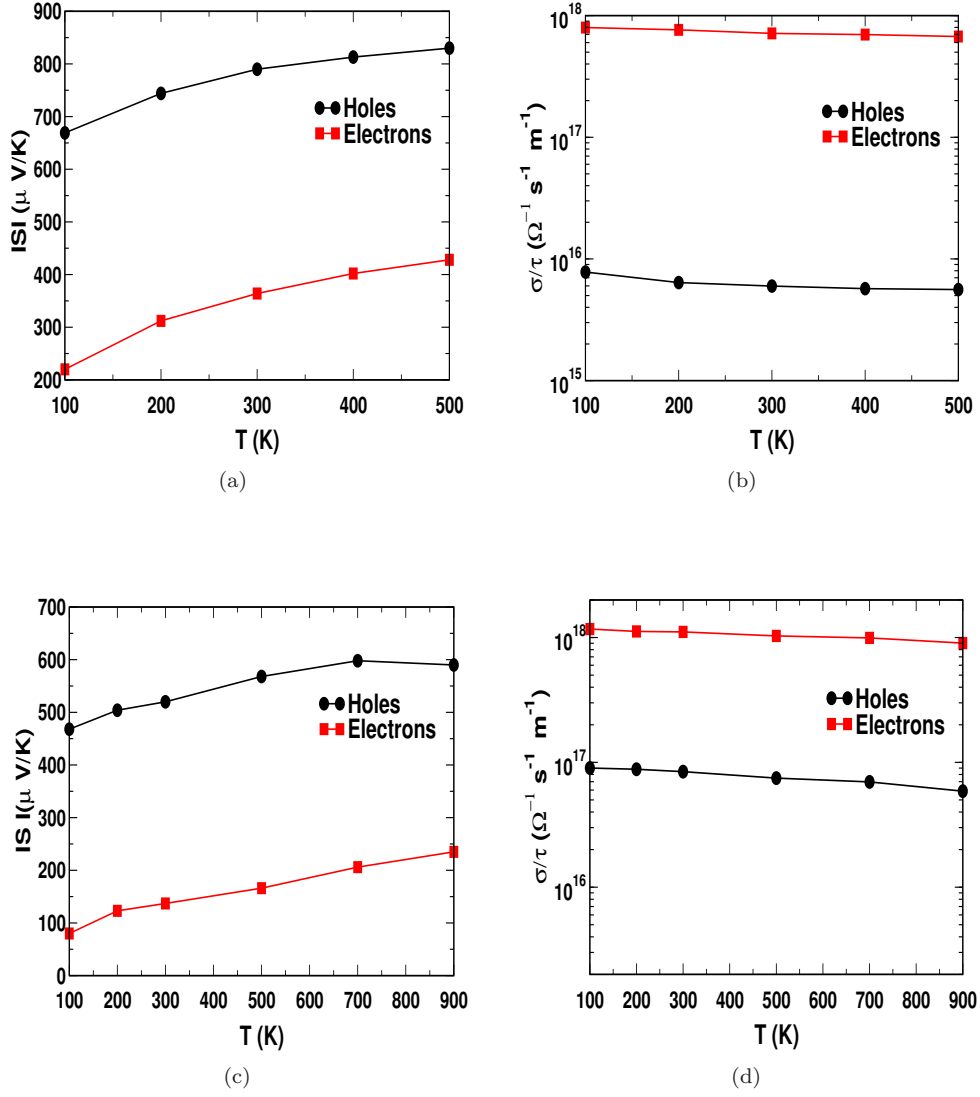 900
800
700
600
500
400
300
200
ISI (μ V/K)
Holes
Electrons
100 200 300 400 500
T (K)
(a)
10^18
10^17
10^16
10^15
σ/τ (Ω^-1 s^-1 m^-1)
Holes
Electrons
100 200 300 400 500
T (K)
(b)
700
600
500
400
300
200
100
0
IS I(μ V/K)
Holes
Electrons
100 200 300 400 500 600 700 800 900
T (K)
(c)
10^18
10^17
10^16
σ/τ (Ω^-1 s^-1 m^-1)
Holes
Electrons
100 200 300 400 500 600 700 800 900
T (K)
(d)